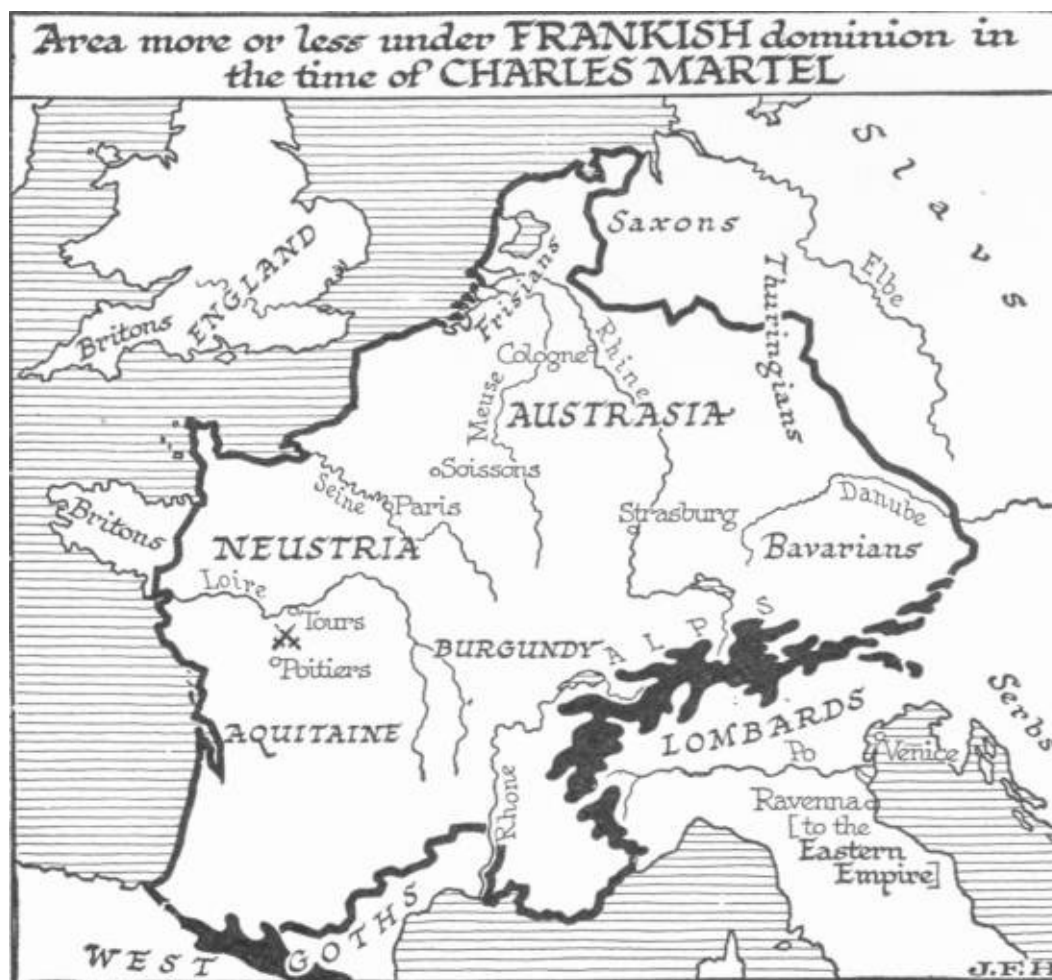 Area more or less under FRANKISH dominion in
the time of CHARLES MARTEL
Slavs
Saxons
Elbe
ENGLAND
Britons
Frisians
Thuringians
Rhine
Cologne
Meuse
AUSTRASIA
Soissons
Seine
Paris
Strasburg
Danube
Britons
NEUSTRIA
Bavarians
Loire
Tours
Poitiers
BURGUNDY
ALPS
AQUITAINE
LOMBARDS
Serbs
Po
Venice
Rhone
Ravenna
[to the
Eastern
Empire]
WEST GOTHS
J.F.H